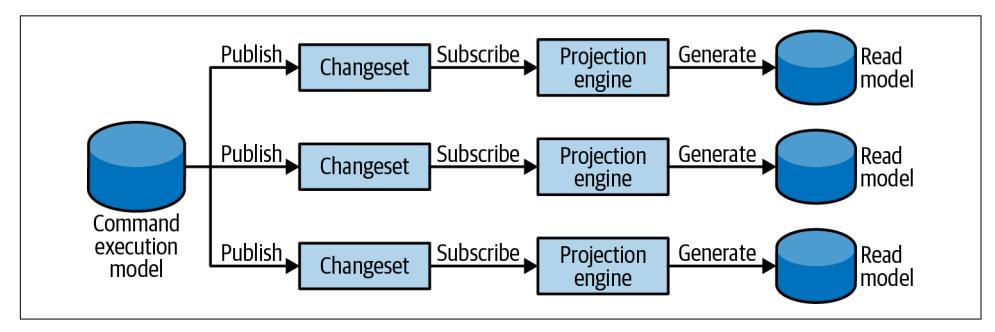 Publish
Changeset
Subscribe
Projection
engine
Generate
Read
model
Command
execution
model
Publish
Changeset
Subscribe
Projection
engine
Generate
Read
model
Publish
Changeset
Subscribe
Projection
engine
Generate
Read
model